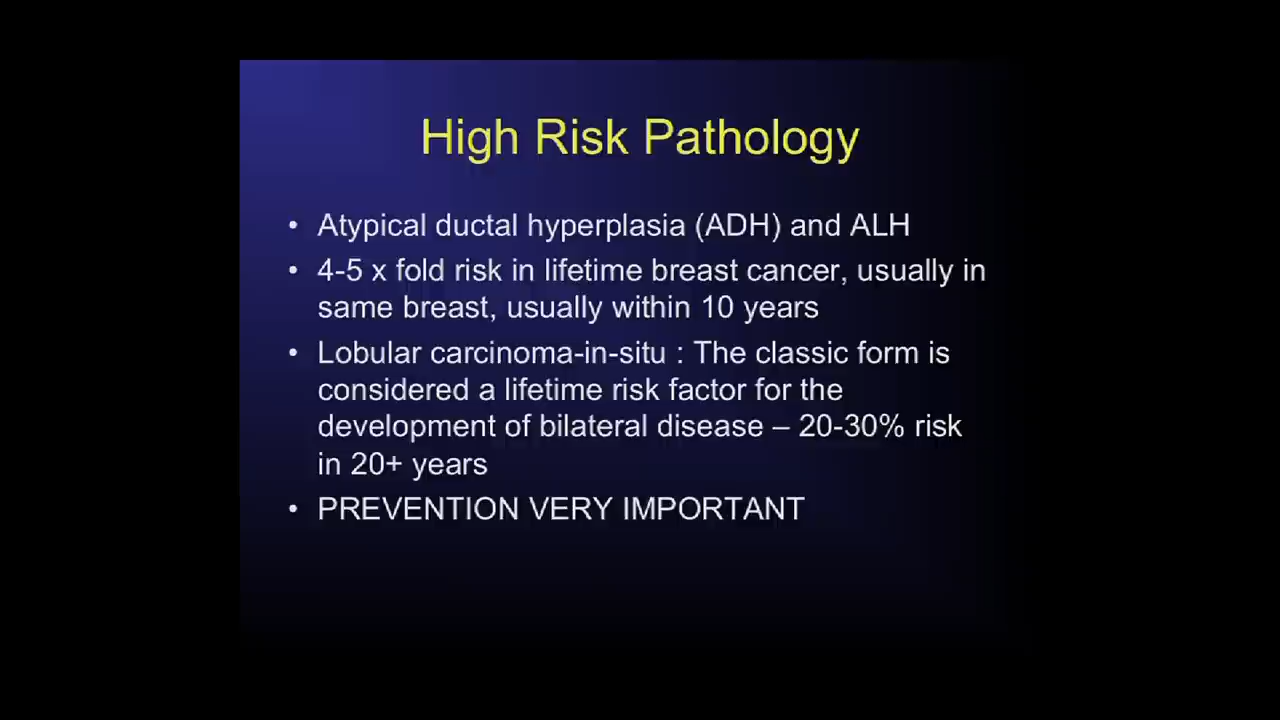 High Risk Pathology
• Atypical ductal hyperplasia (ADH) and ALH
• 4-5 x fold risk in lifetime breast cancer, usually in
same breast, usually within 10 years
• Lobular carcinoma-in-situ : The classic form is
considered a lifetime risk factor for the
development of bilateral disease – 20-30% risk
in 20+ years
• PREVENTION VERY IMPORTANT